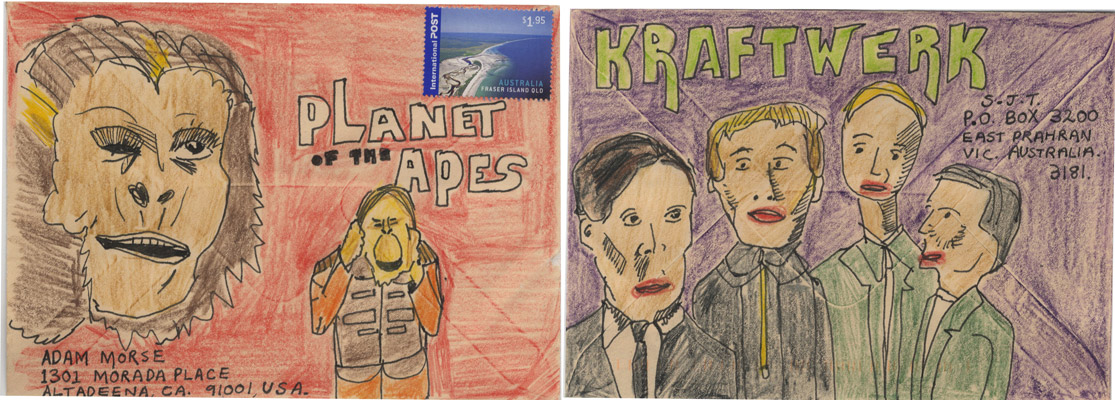 International POST
$1.95
AUSTRALIA
FRASER ISLAND QLD
PLANET
OF THE
APES
ADAM MORSE
1301 MORADA PLACE
ALTADEENA, CA. 91001, USA.
KRAFTWERK
S.J.T.
P.O. BOX 3200
EAST PRAHRAN
VIC. AUSTRALIA.
3181.